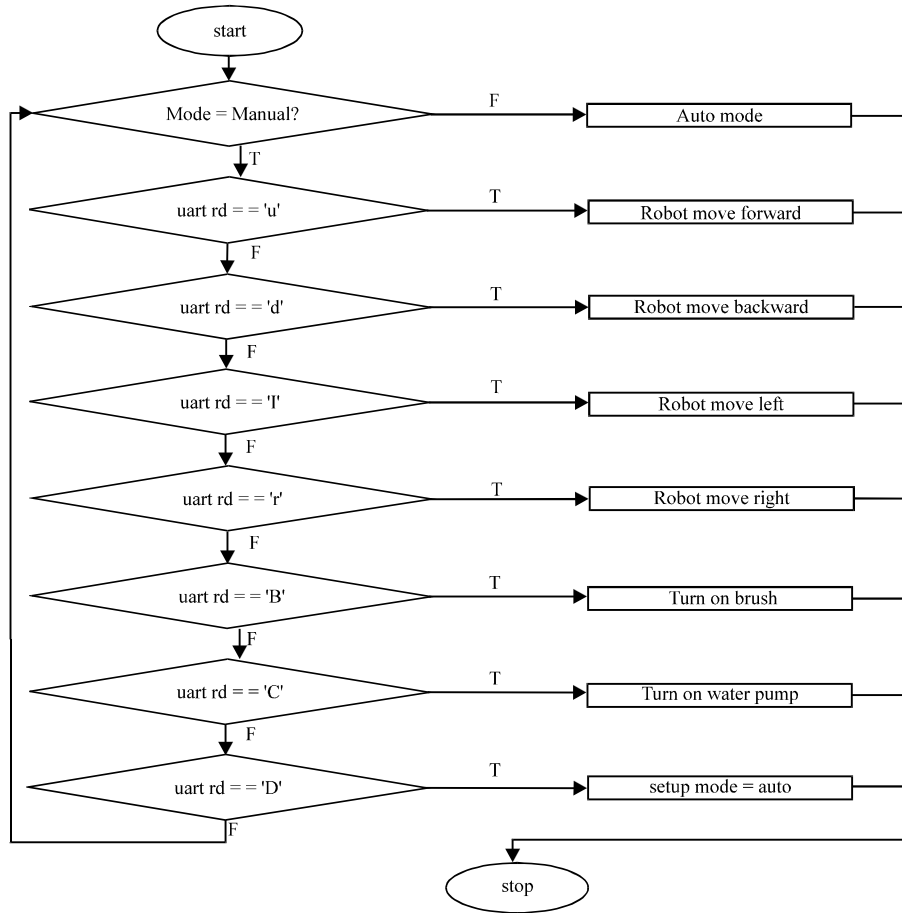 start
Mode = Manual?
F
Auto mode
T
uart rd = = 'u'
T
Robot move forward
F
uart rd = = 'd'
T
Robot move backward
F
uart rd = = 'I'
T
Robot move left
F
uart rd = = 'r'
T
Robot move right
F
uart rd = = 'B'
T
Turn on brush
F
uart rd = = 'C'
T
Turn on water pump
F
uart rd = = 'D'
T
setup mode = auto
F
stop